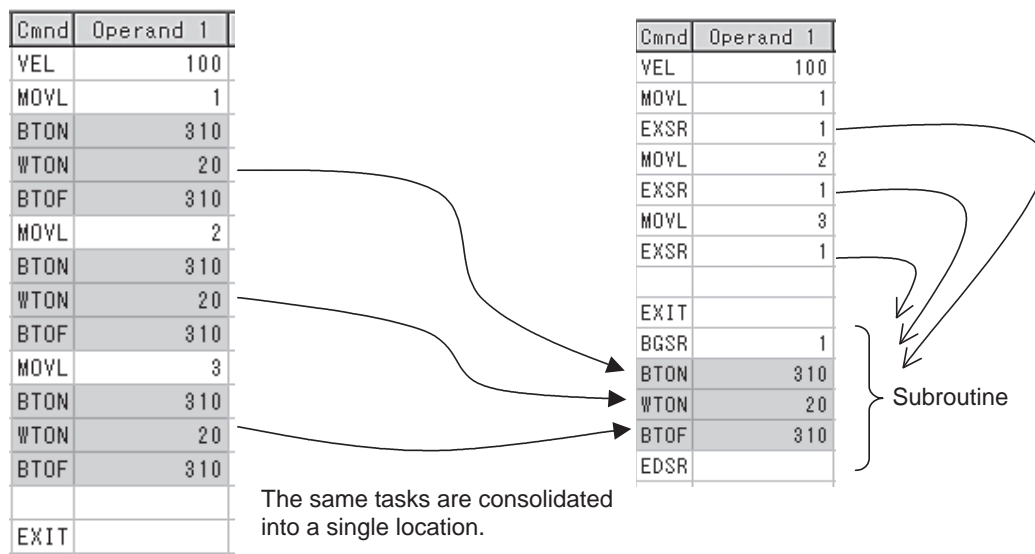 Cmnd Operand 1
VEL 100
MOVL 1
BTON 310
WTON 20
BTOF 310
MOVL 2
BTON 310
WTON 20
BTOF 310
MOVL 3
BTON 310
WTON 20
BTOF 310
EXIT
The same tasks are consolidated
into a single location.
Cmnd Operand 1
VEL 100
MOVL 1
EXSR 1
MOVL 2
EXSR 1
MOVL 3
EXSR 1
EXIT
BGSR 1
BTON 310
WTON 20
BTOF 310
EDSR
Subroutine